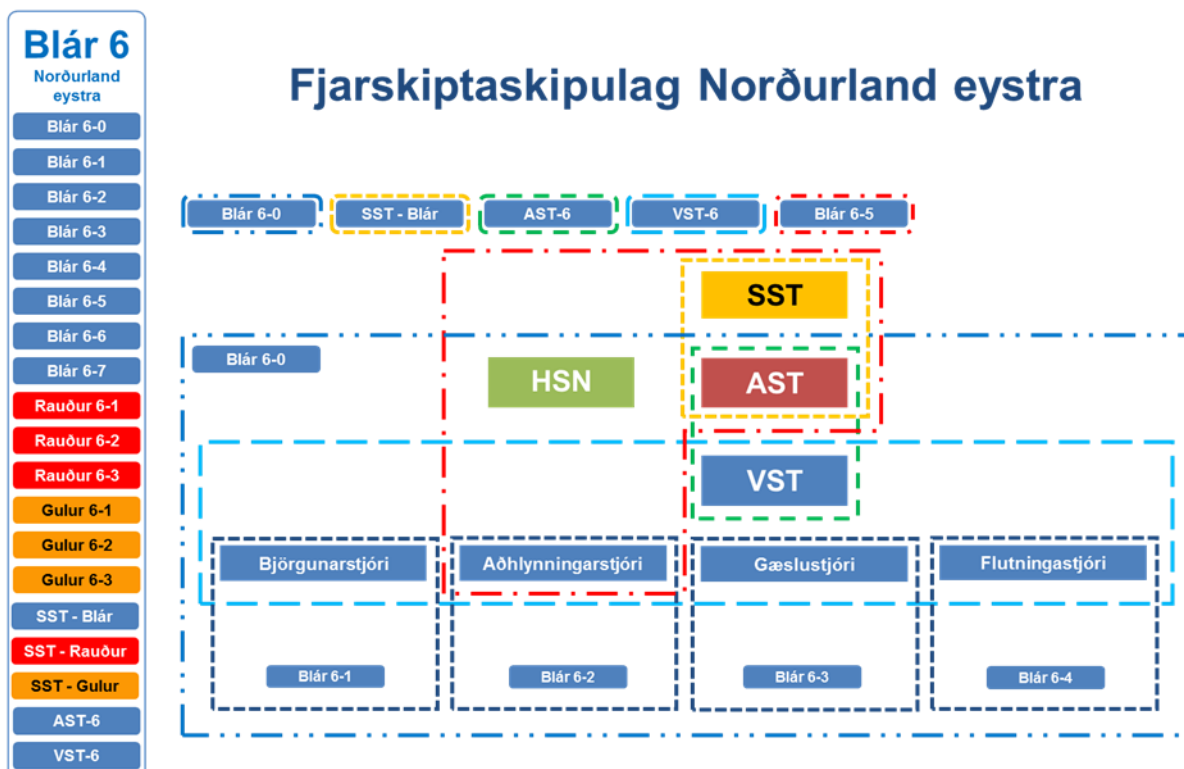 Blár 6
Norðurland
eystra
Blár 6-0
Blár 6-1
Blár 6-2
Blár 6-3
Blár 6-4
Blár 6-5
Blár 6-6
Blár 6-7
Rauður 6-1
Rauður 6-2
Rauður 6-3
Gulur 6-1
Gulur 6-2
Gulur 6-3
SST - Blár
SST - Rauður
SST - Gulur
AST-6
VST-6
Fjarskiptaskipulag Norðurland eystra
Blár 6-0
SST - Blár
AST-6
VST-6
Blár 6-5
SST
Blár 6-0
HSN
AST
VST
Björgunarstjóri
Aðhlynningarstjóri
Gæslustjóri
Flutningastjóri
Blár 6-1
Blár 6-2
Blár 6-3
Blár 6-4